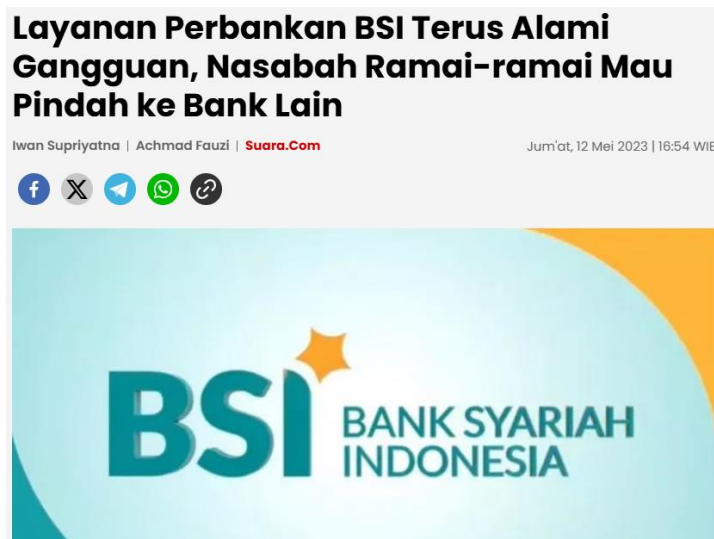 Layanan Perbankan BSI Terus Alami
Gangguan, Nasabah Ramai-ramai Mau
Pindah ke Bank Lain
Iwan Supriyatna | Achmad Fauzi | Suara.Com
Jum'at, 12 Mei 2023 | 16:54 WIB
BSI BANK SYARIAH
INDONESIA